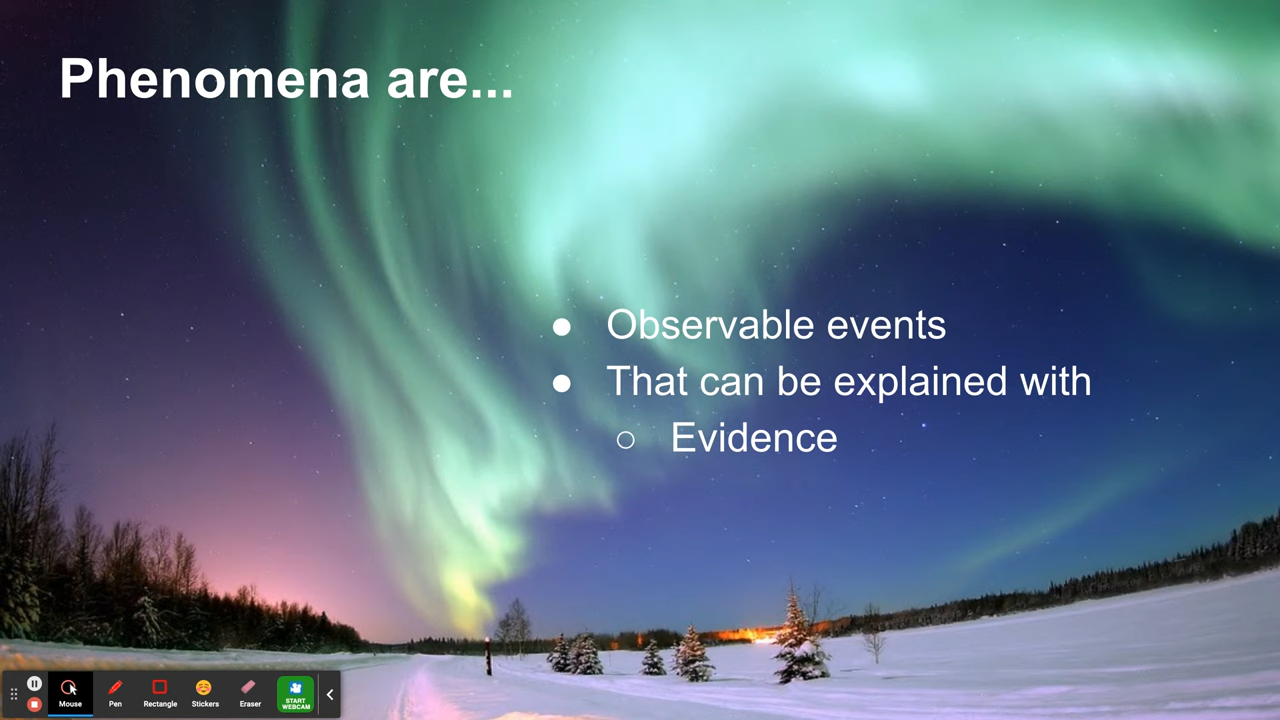 Phenomena are...
● Observable events
● That can be explained with
○ Evidence
Mouse
Pen
Rectangle
Stickers
Eraser
START
WEBCAM